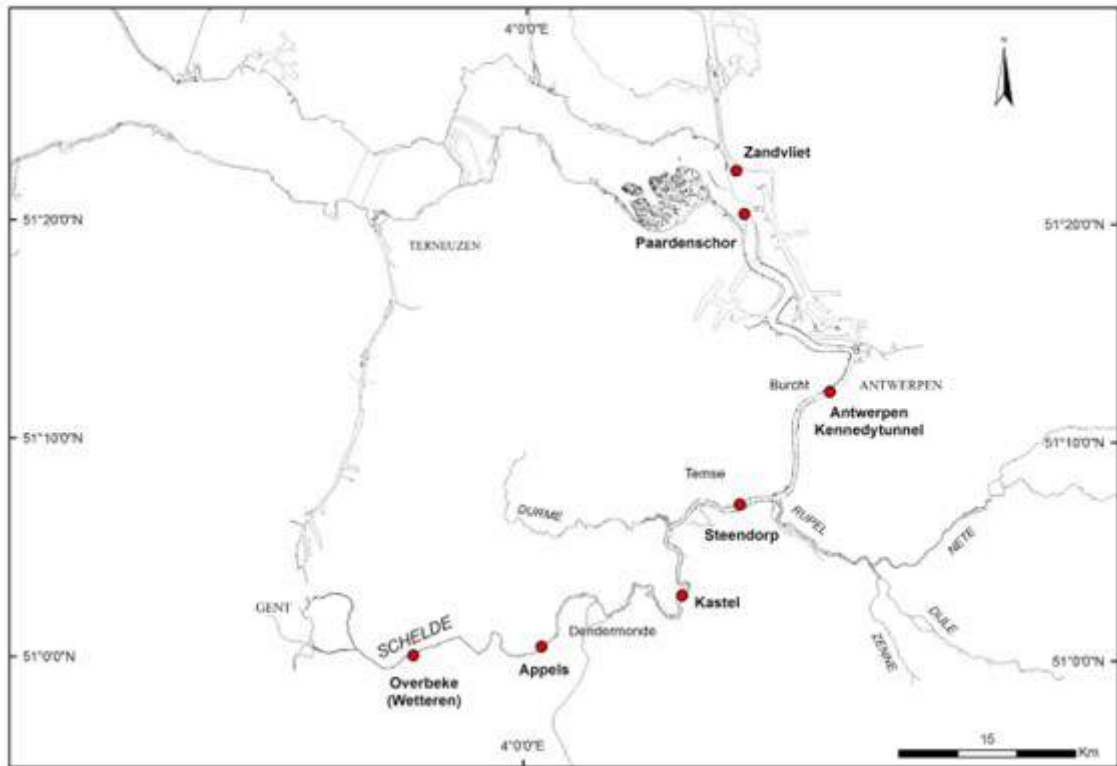 4°0'0"E
N
Zandvliet
51°20'0"N
51°20'0"N
Paardenschor
TERNEUZEN
Burcht
ANTWERPEN
Antwerpen
Kennedytunnel
51°10'0"N
51°10'0"N
Temse
DURME
RUPEL
NETE
Steendorp
Kastel
GENT
SCHELDE
Dendermonde
DIJLE
ZENNE
51°0'0"N
51°0'0"N
Appels
Overbeke
(Wetteren)
4°0'0"E
15
Km